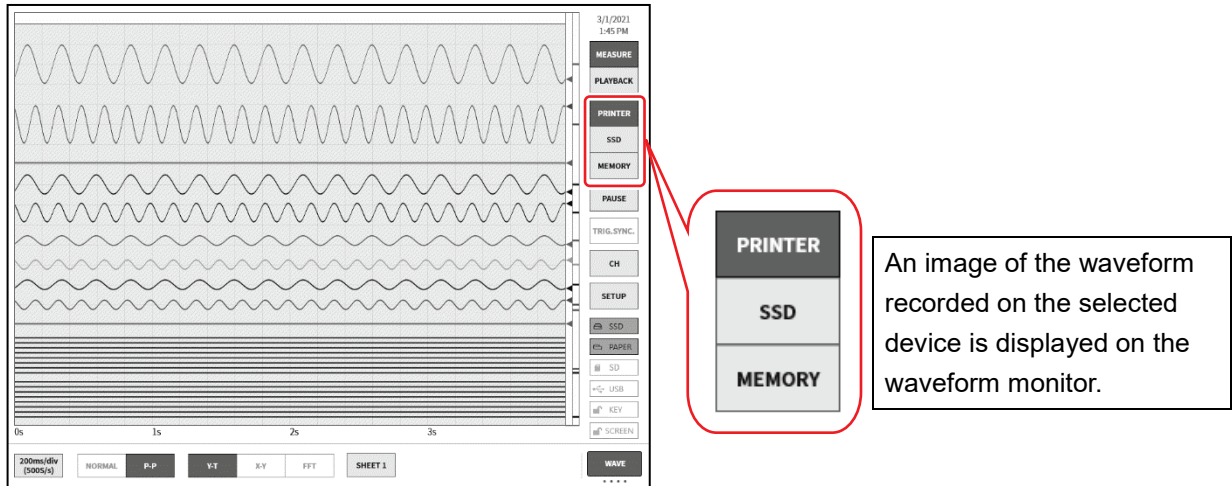 3/1/2021
1:45 PM
MEASURE
PLAYBACK
PRINTER
SSD
MEMORY
PAUSE
TRIG.SYNC.
CH
SETUP
SSD
PAPER
SD
USB
KEY
SCREEN
0s 1s 2s 3s
200ms/div
(500S/s)
NORMAL P-P Y-T X-Y FFT SHEET 1 WAVE
PRINTER
SSD
MEMORY
An image of the waveform
recorded on the selected
device is displayed on the
waveform monitor.